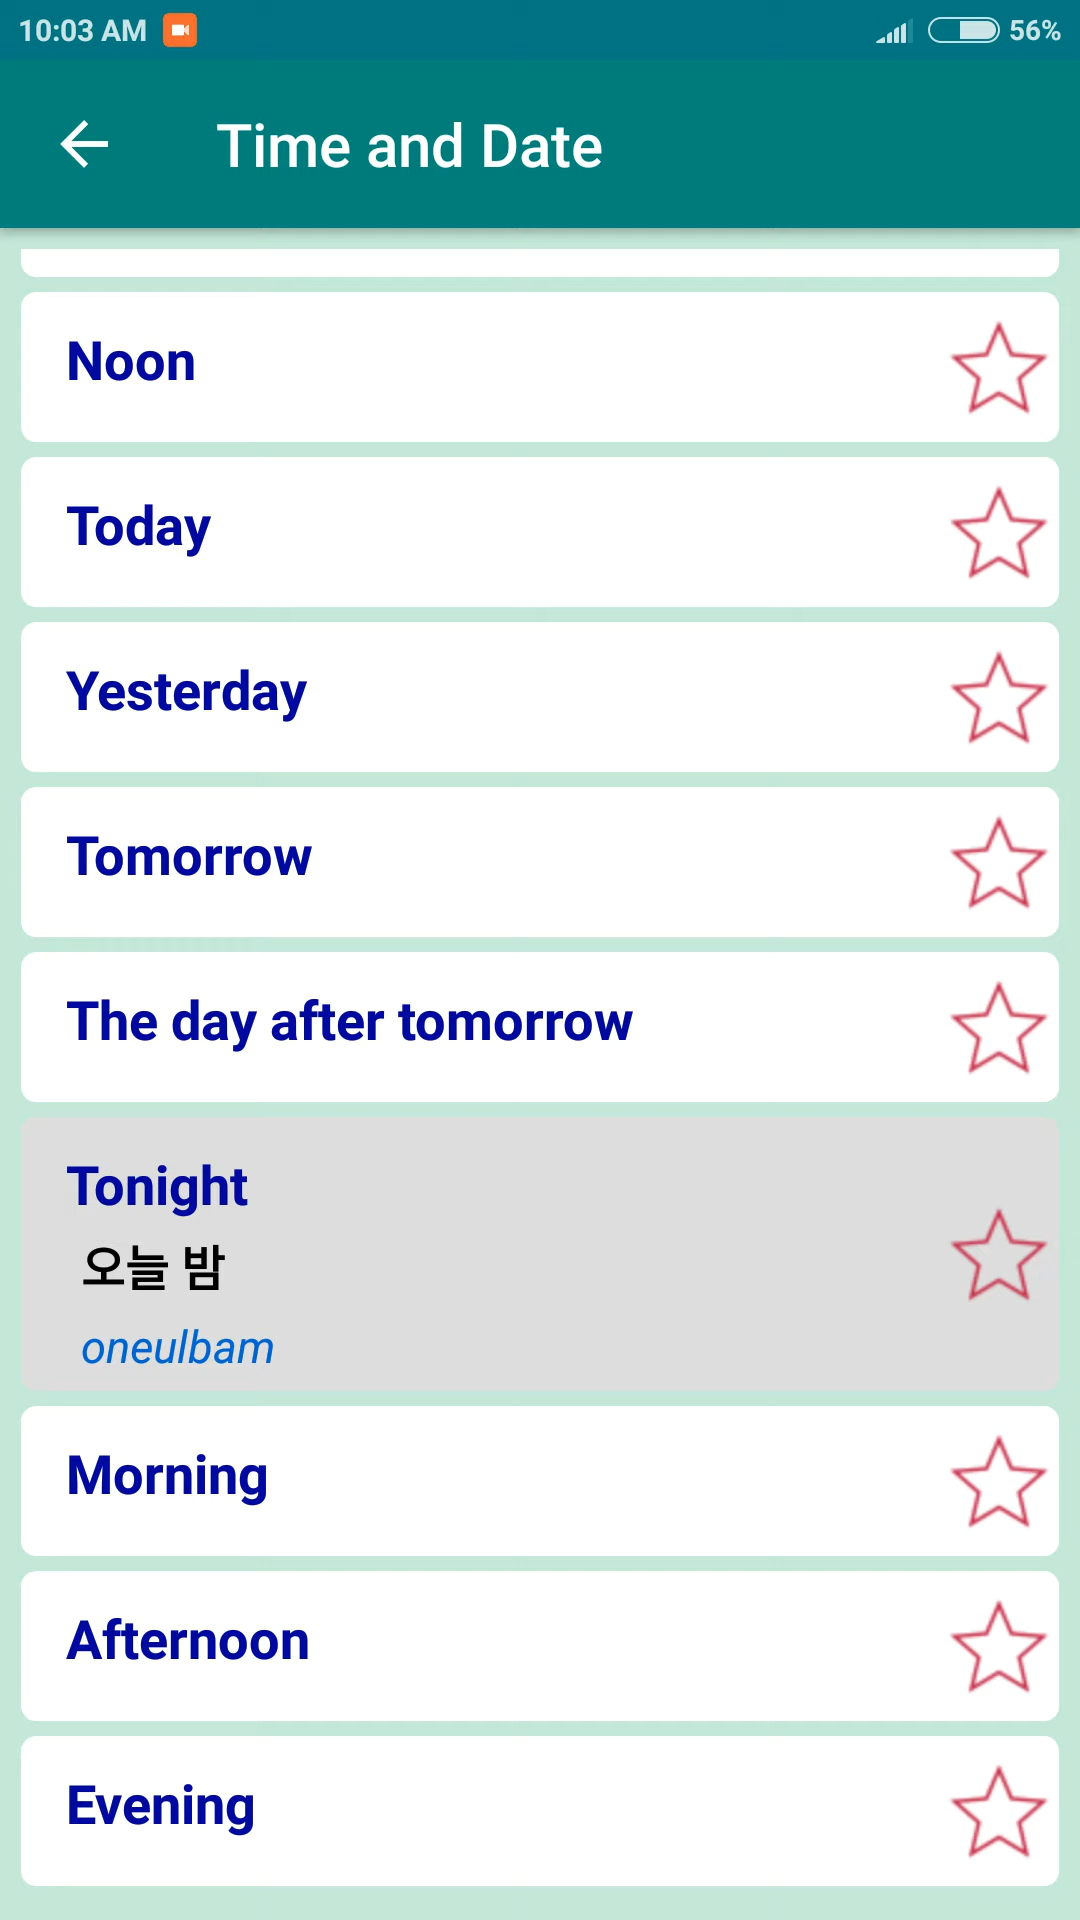 10:03 AM 56%
Time and Date
Noon
Today
Yesterday
Tomorrow
The day after tomorrow
Tonight
오늘 밤
oneulbam
Morning
Afternoon
Evening